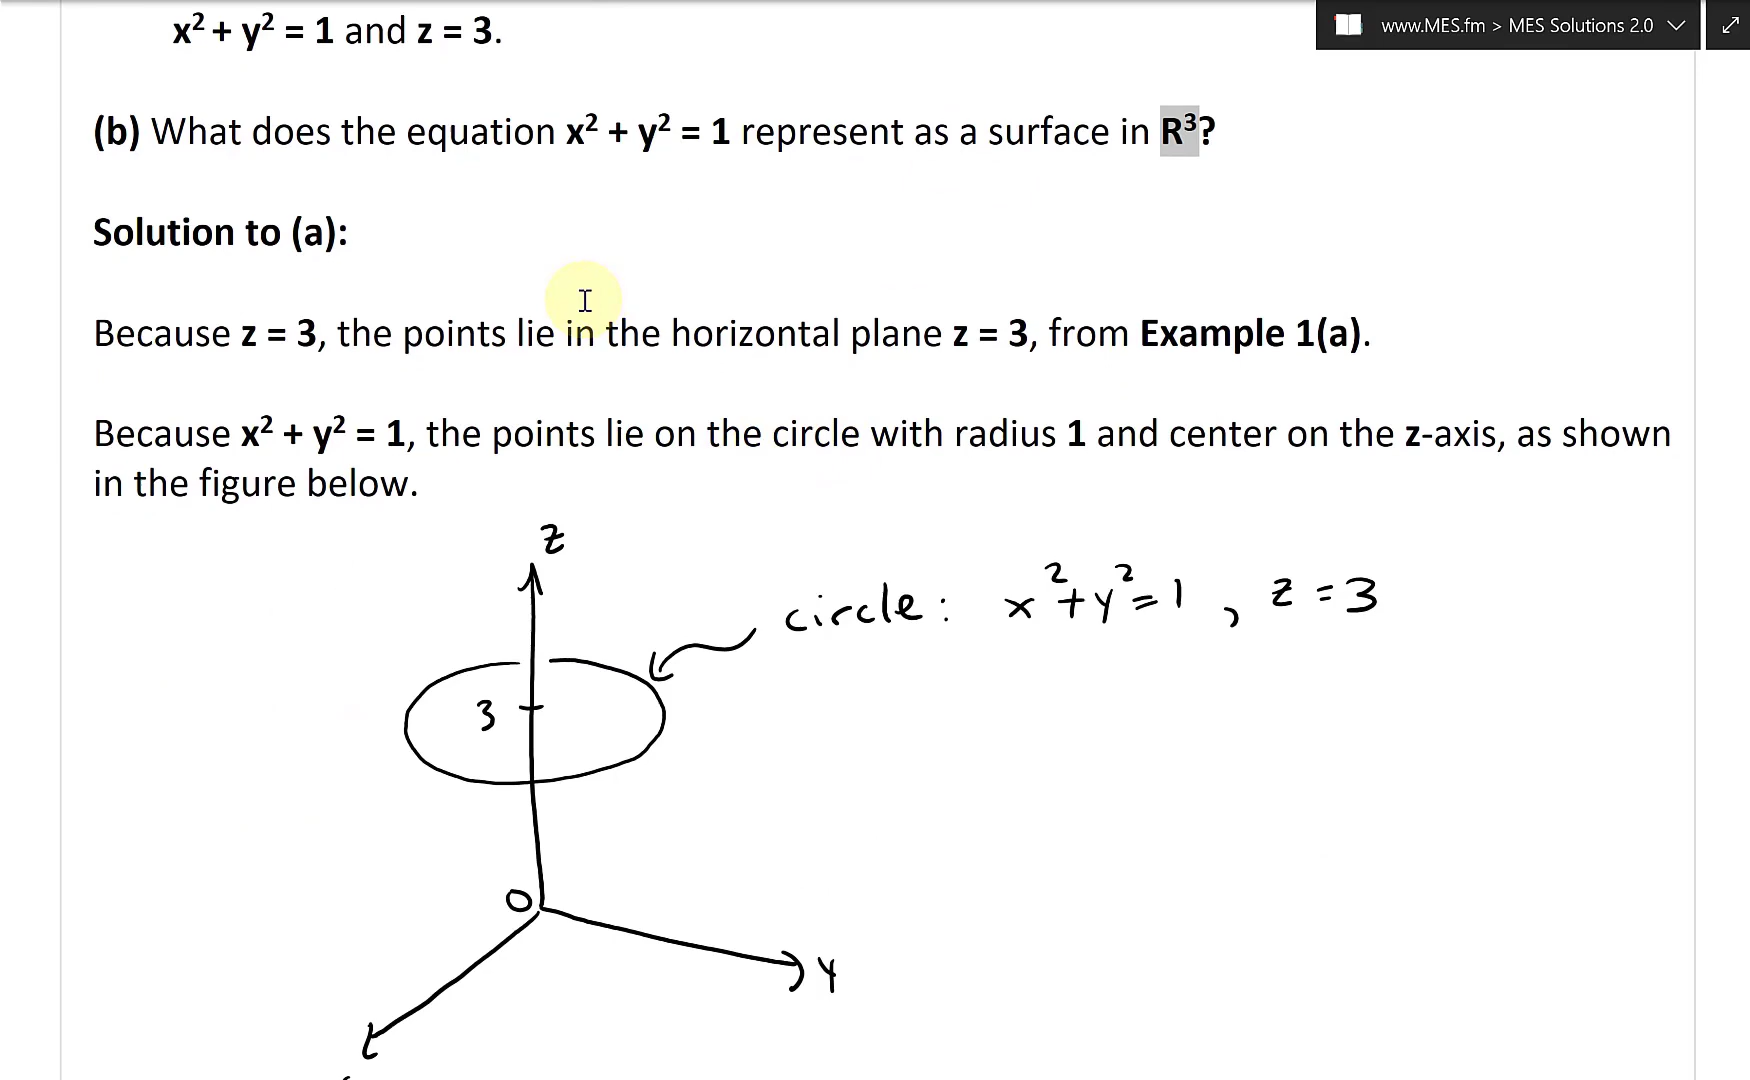 x² + y² = 1 and z = 3.
www.MES.fm > MES Solutions 2.0
(b) What does the equation x² + y² = 1 represent as a surface in R³?
Solution to (a):
Because z = 3, the points lie in the horizontal plane z = 3, from Example 1(a).
Because x² + y² = 1, the points lie on the circle with radius 1 and center on the z-axis, as shown
in the figure below.
z
circle: x² + y² = 1, z = 3
3
O
y